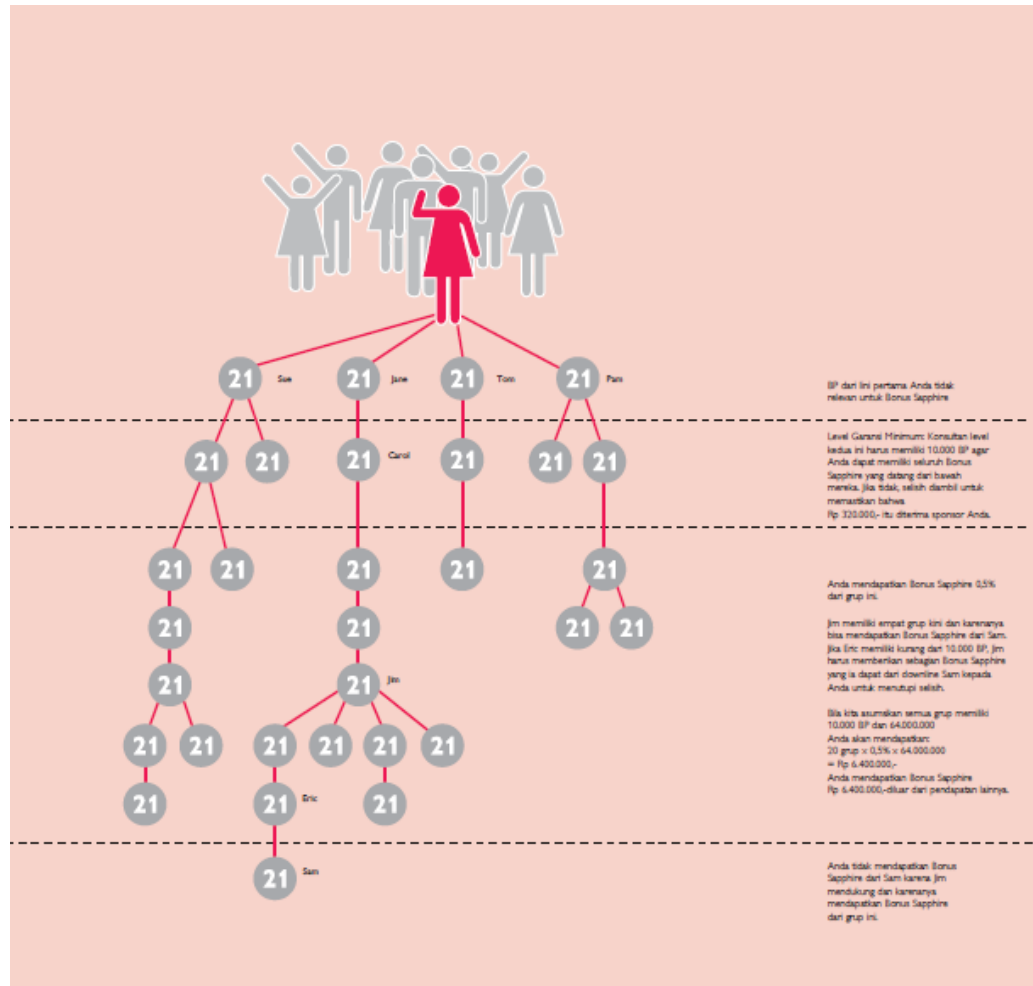 21 Sue 21 Jane 21 Tom 21 Pam
BP dari lini pertama Anda tidak
relevan untuk Bonus Sapphire
21 21 21 Carol 21 21 21
Level Garansi Minimum: Konsultan level
kedua ini harus memiliki 10.000 BP agar
Anda dapat memiliki seluruh Bonus
Sapphire yang datang dari bawah
mereka. Jika tidak, selisih diambil untuk
memastikan bahwa
Rp 320.000,- itu diterima sponsor Anda.
21 21 21 21 21
21 21 21 21
21 21 Jim
21 21 21 21 21 21
21 21 Eric 21
Anda mendapatkan Bonus Sapphire 0,5%
dari grup ini.
Jim memiliki empat grup kini dan karenanya
bisa mendapatkan Bonus Sapphire dari Sam.
Jika Eric memiliki kurang dari 10.000 BP, Jim
harus memberikan sebagian Bonus Sapphire
yang ia dapat dari downline Sam kepada
Anda untuk menutupi selisih.
Bila kita asumsikan semua grup memiliki
10.000 BP dan 64.000.000
Anda akan mendapatkan:
20 grup x 0,5% x 64.000.000
= Rp 6.400.000,-
Anda mendapatkan Bonus Sapphire
Rp 6.400.000,-diluar dari pendapatan lainnya.
21 Sam
Anda tidak mendapatkan Bonus
Sapphire dari Sam karena Jim
mendukung dan karenanya
mendapatkan Bonus Sapphire
dari grup ini.